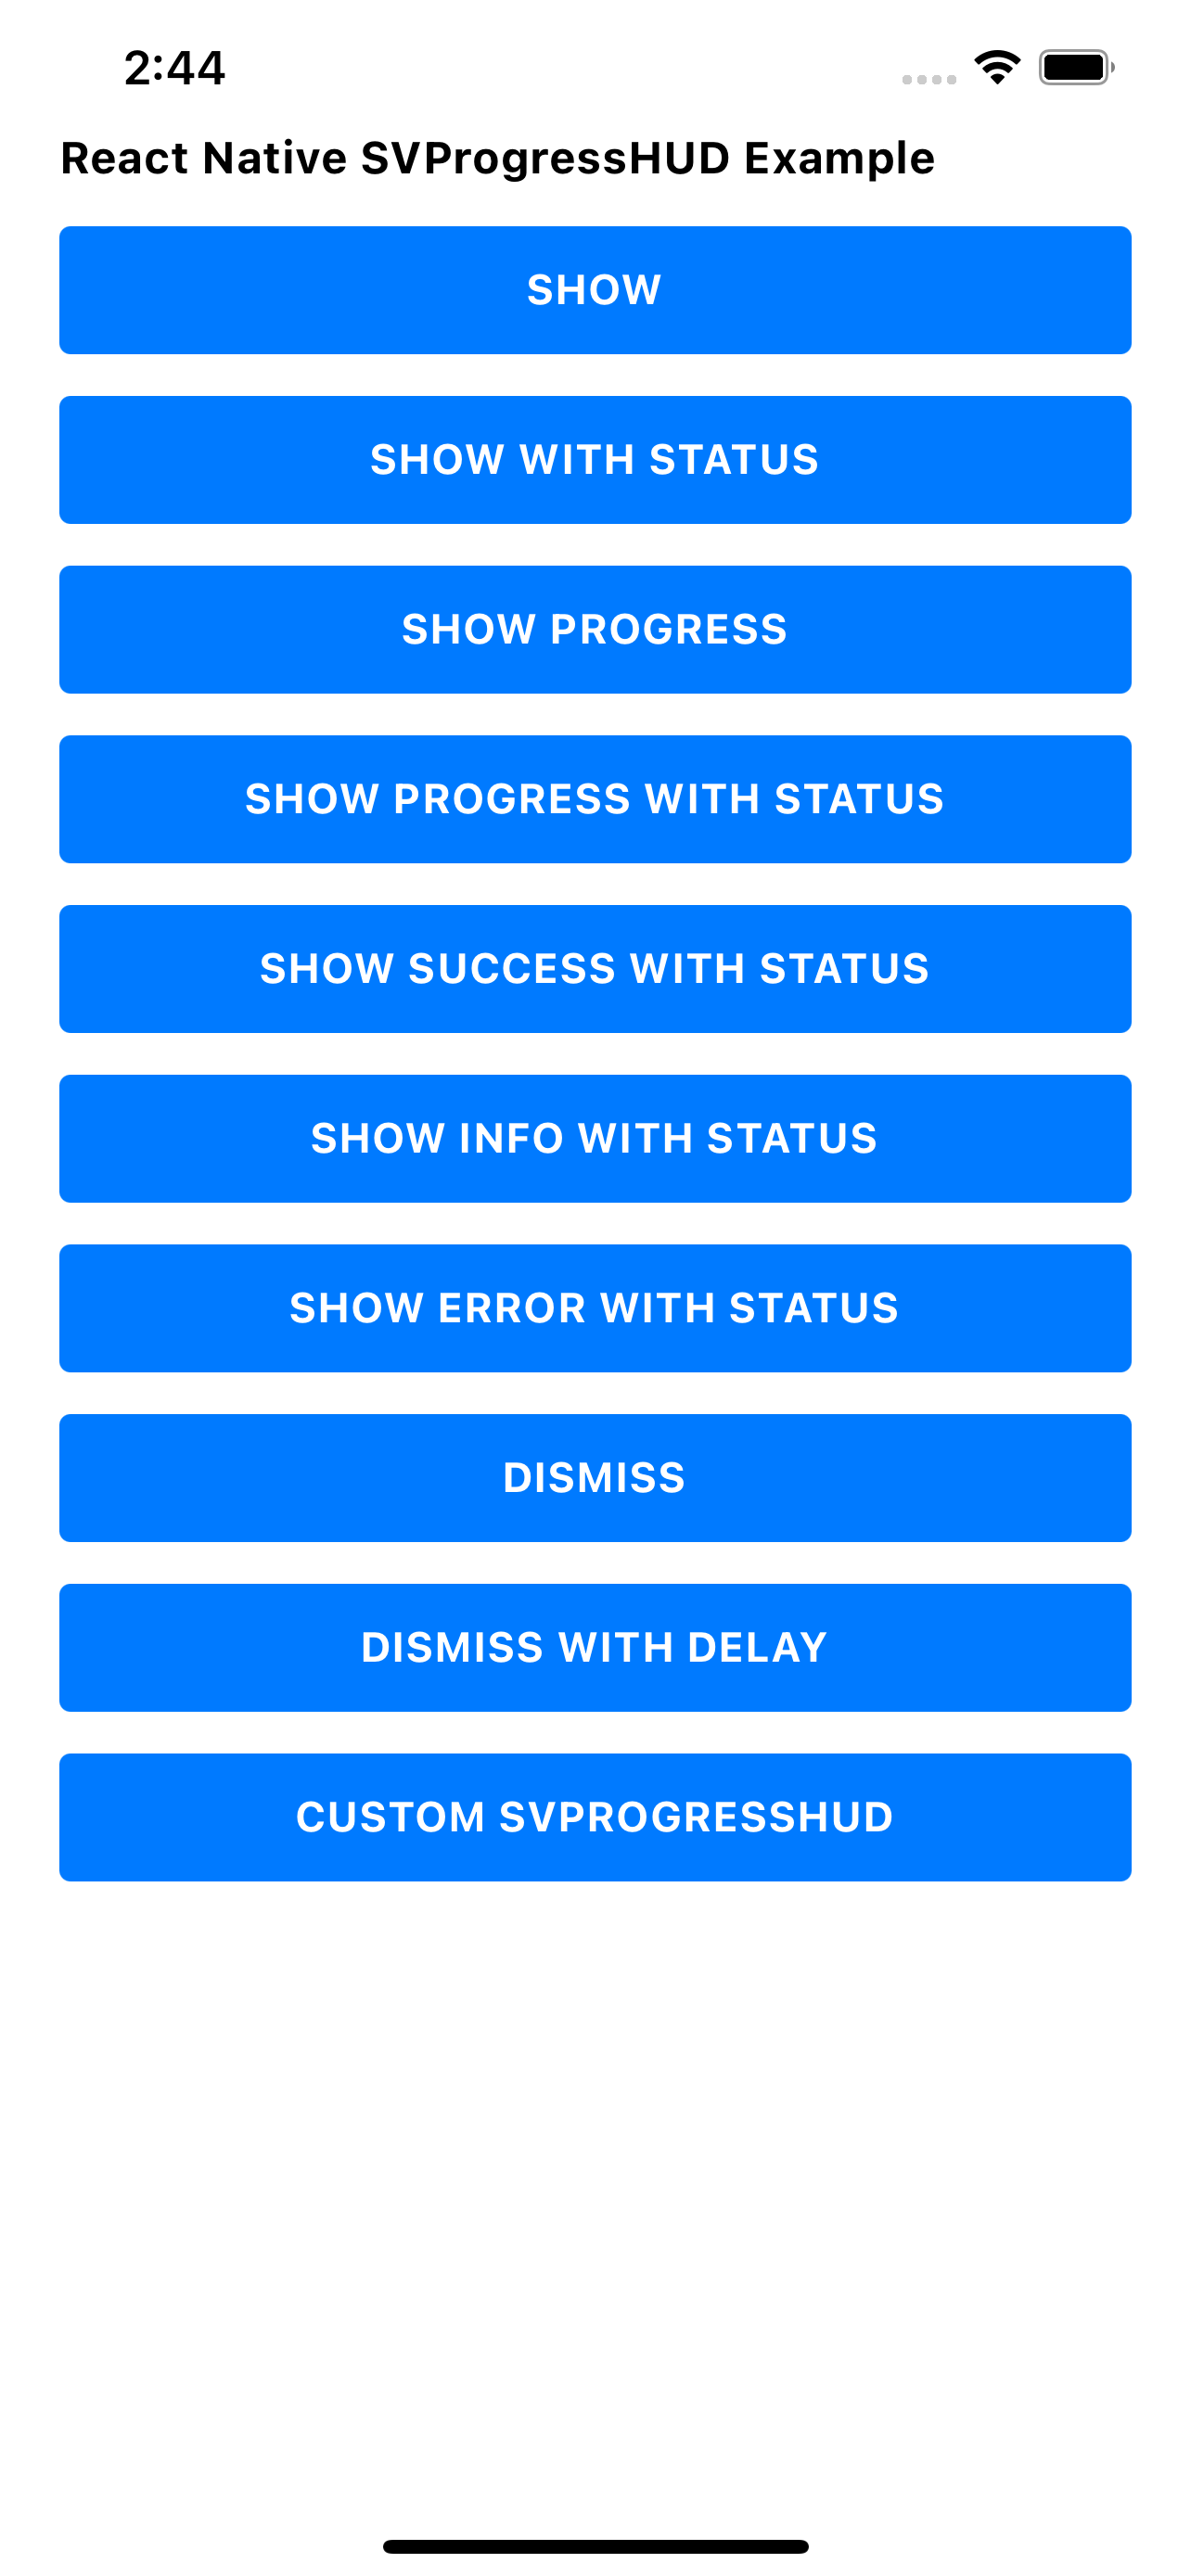 2:44
React Native SVProgressHUD Example
SHOW
SHOW WITH STATUS
SHOW PROGRESS
SHOW PROGRESS WITH STATUS
SHOW SUCCESS WITH STATUS
SHOW INFO WITH STATUS
SHOW ERROR WITH STATUS
DISMISS
DISMISS WITH DELAY
CUSTOM SVPROGRESSHUD